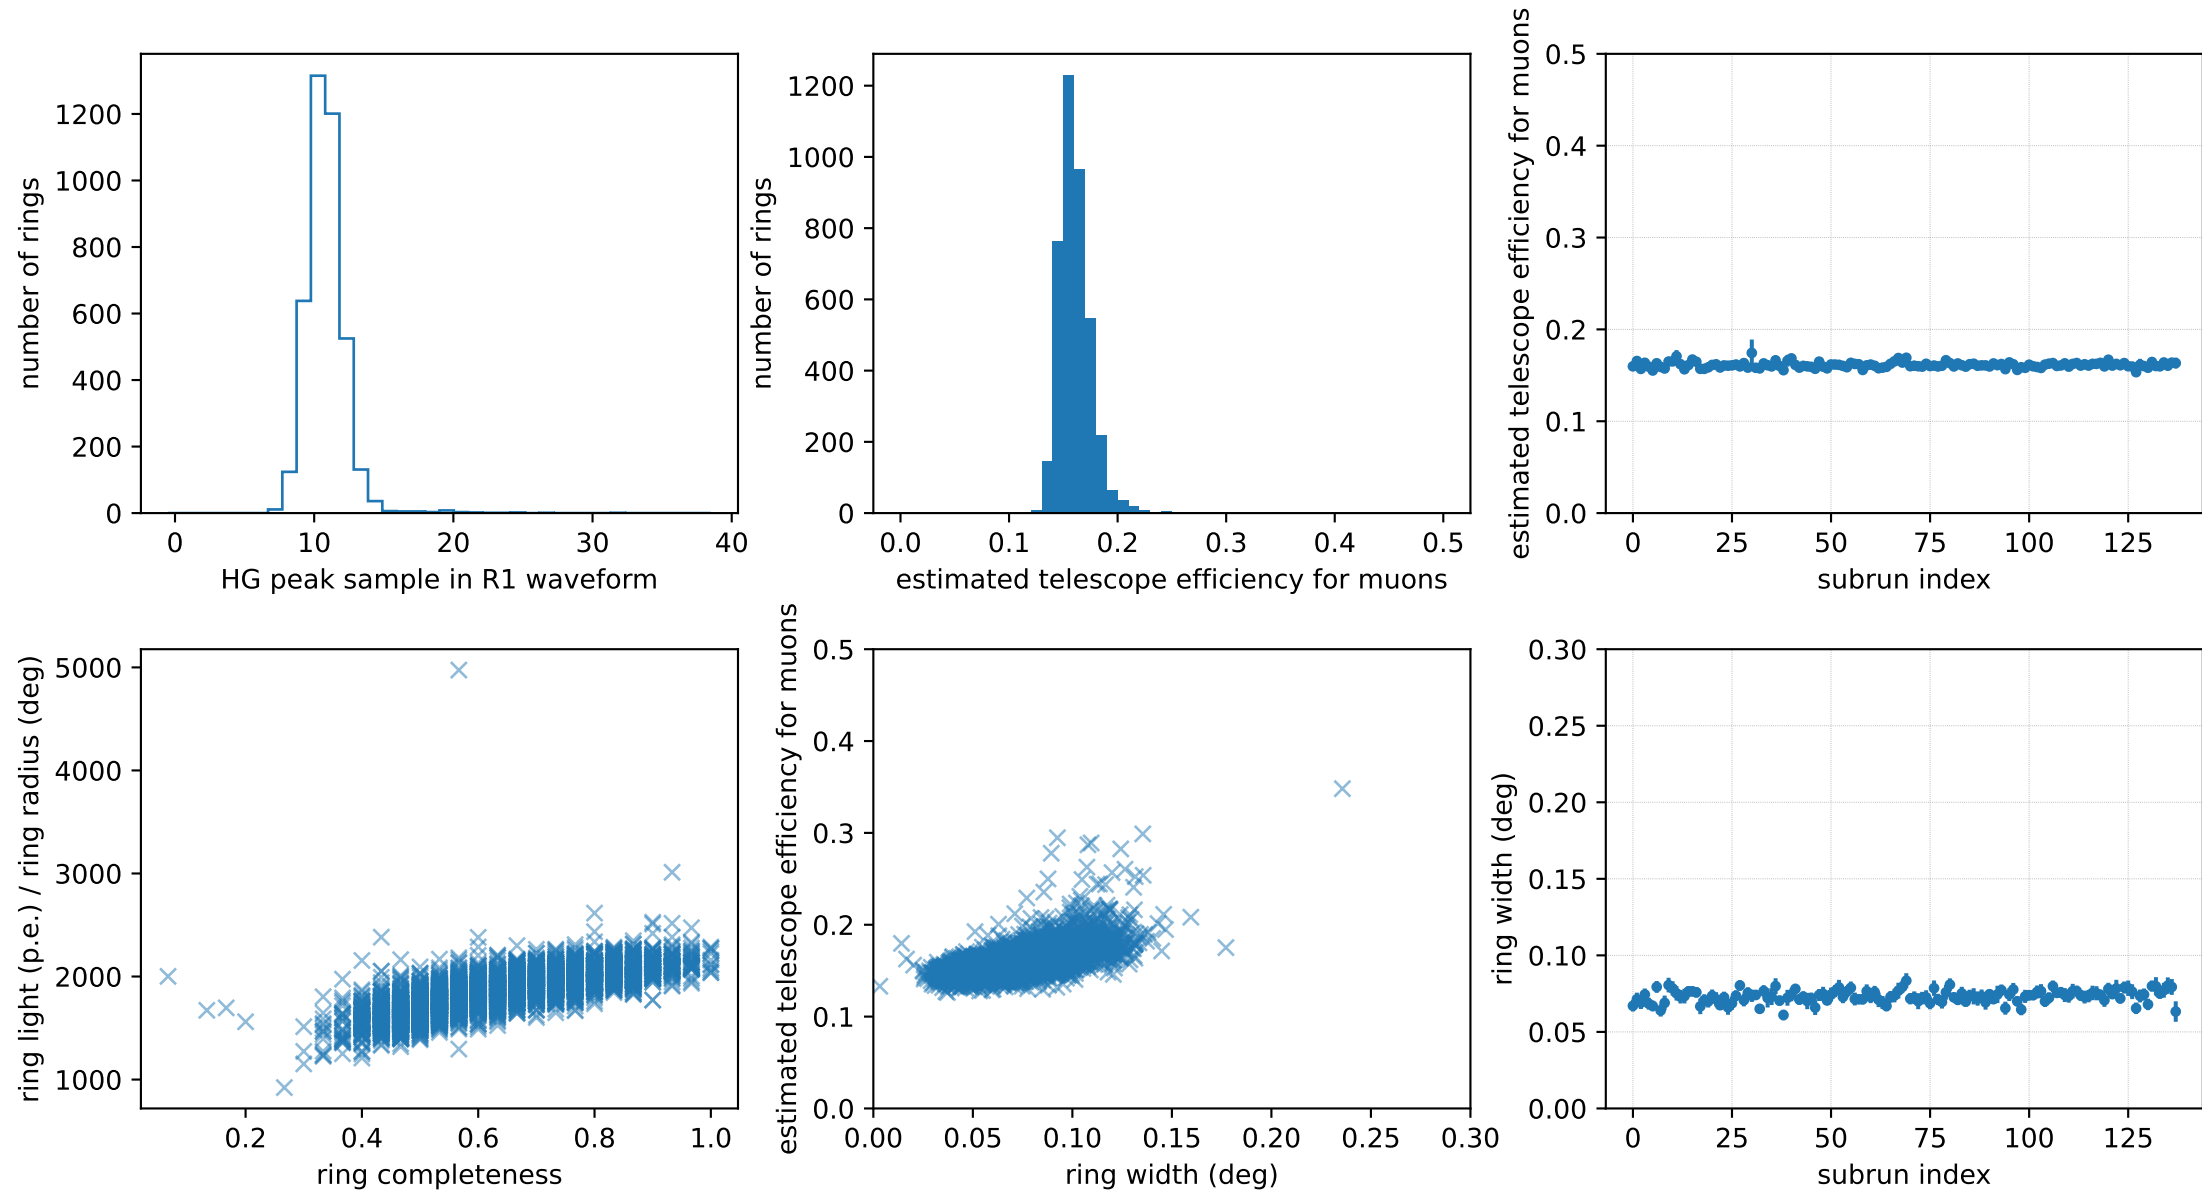 1200
1000
800
600
400
200
0
number of rings
0 10 20 30 40
HG peak sample in R1 waveform
1200
1000
800
600
400
200
0
number of rings
0.0 0.1 0.2 0.3 0.4 0.5
estimated telescope efficiency for muons
0.5
0.4
0.3
0.2
0.1
0.0
estimated telescope efficiency for muons
0 25 50 75 100 125
subrun index
5000
4000
3000
2000
1000
ring light (p.e.) / ring radius (deg)
0.2 0.4 0.6 0.8 1.0
ring completeness
0.5
0.4
0.3
0.2
0.1
0.0
estimated telescope efficiency for muons
0.00 0.05 0.10 0.15 0.20 0.25 0.30
ring width (deg)
0.30
0.25
0.20
0.15
0.10
0.05
0.00
ring width (deg)
0 25 50 75 100 125
subrun index